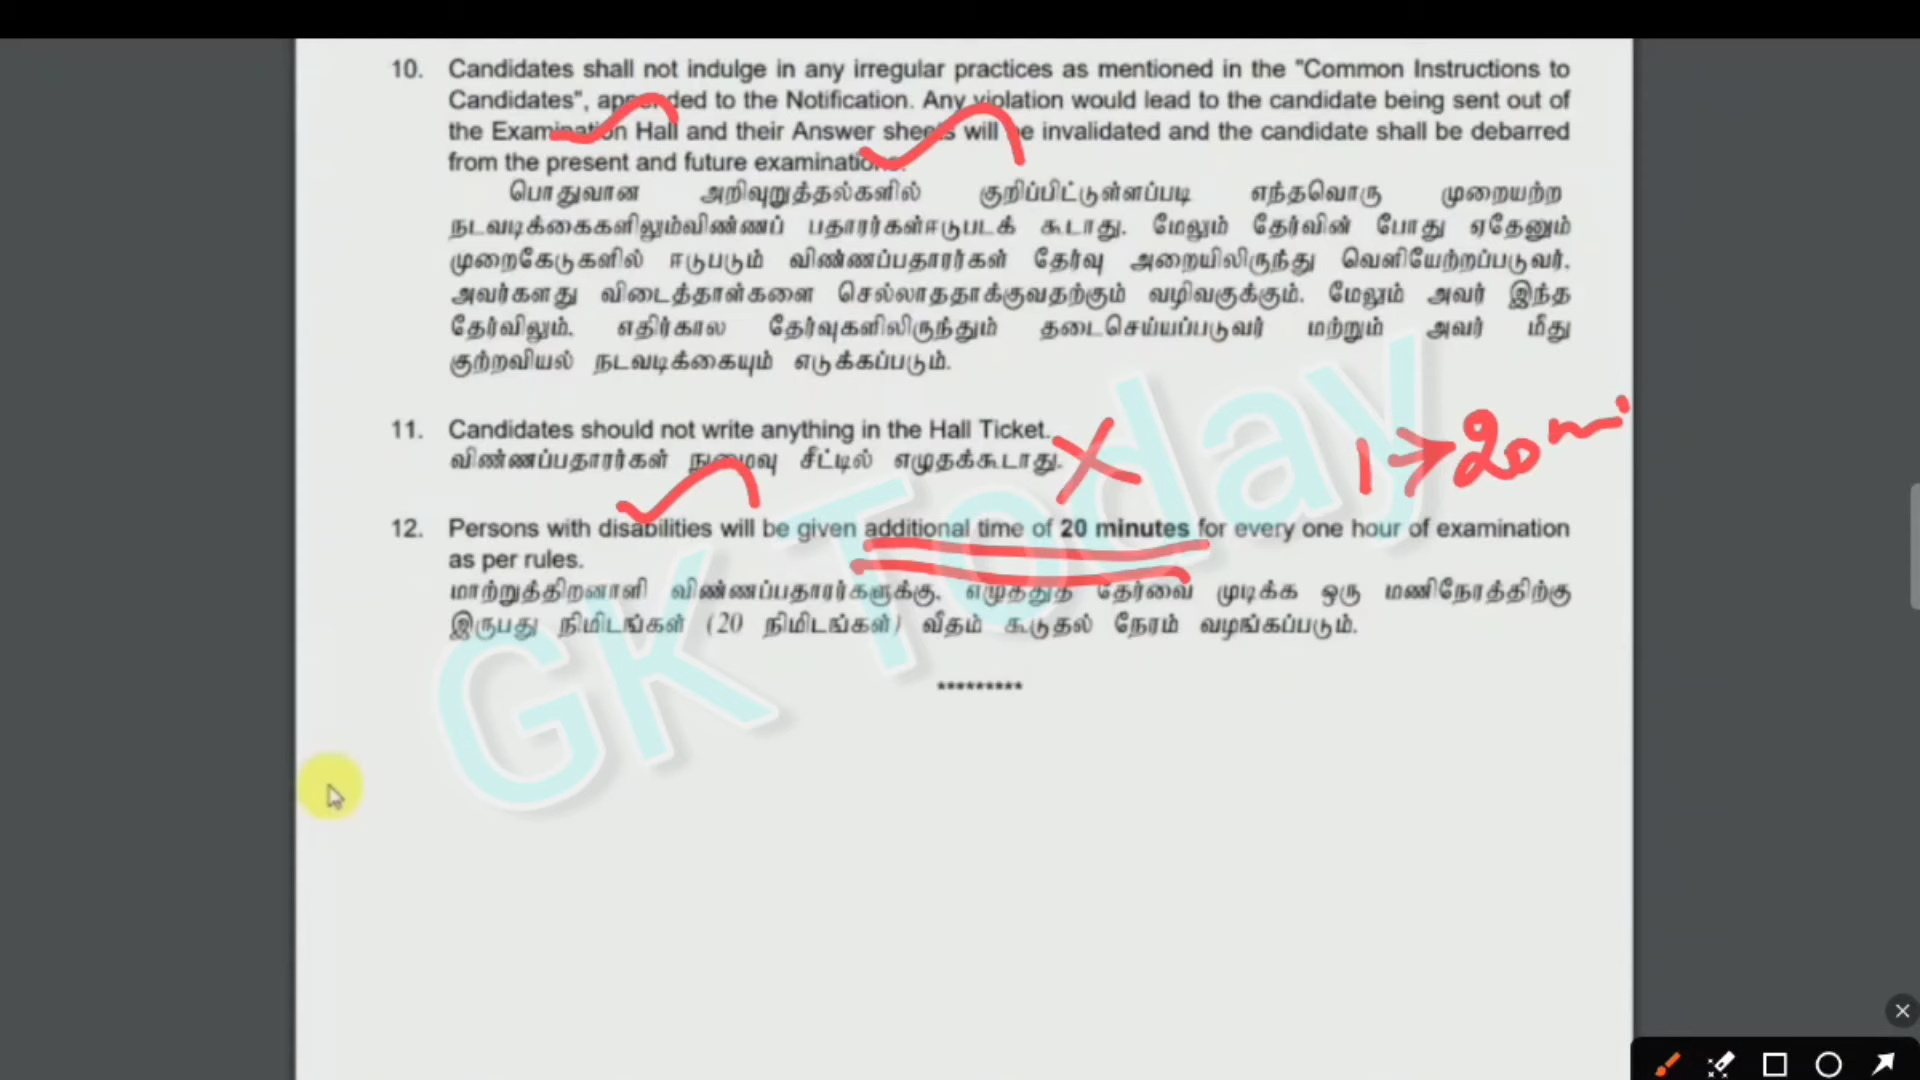 10. Candidates shall not indulge in any irregular practices as mentioned in the "Common Instructions to
Candidates", appended to the Notification. Any violation would lead to the candidate being sent out of
the Examination Hall and their Answer sheets will be invalidated and the candidate shall be debarred
from the present and future examinations.
பொதுவான அறிவுறுத்தல்களில் குறிப்பிட்டுள்ளப்படி எந்தவொரு முறையற்ற
நடவடிக்கைகளிலும்விண்ணப் பதாரர்கள்ஈடுபடக் கூடாது. மேலும் தேர்வின் போது ஏதேனும்
முறைகேடுகளில் ஈடுபடும் விண்ணப்பதாரர்கள் தேர்வு அறையிலிருந்து வெளியேற்றப்படுவர்.
அவர்களது விடைத்தாள்களை செல்லாததாக்குவதற்கும் வழிவகுக்கும். மேலும் அவர் இந்த
தேர்விலும். எதிர்கால தேர்வுகளிலிருந்தும் தடைசெய்யப்படுவர் மற்றும் அவர் மீது
குற்றவியல் நடவடிக்கையும் எடுக்கப்படும்.
11. Candidates should not write anything in the Hall Ticket.
விண்ணப்பதாரர்கள் நுழைவு சீட்டில் எழுதக்கூடாது.
1 → 20 mi
12. Persons with disabilities will be given additional time of 20 minutes for every one hour of examination
as per rules.
மாற்றுத்திறனாளி விண்ணப்பதாரர்களுக்கு, எழுத்துத் தேர்வை முடிக்க ஒரு மணிநேரத்திற்கு
இருபது நிமிடங்கள் (20 நிமிடங்கள்) வீதம் கூடுதல் நேரம் வழங்கப்படும்.
*********
GK Today